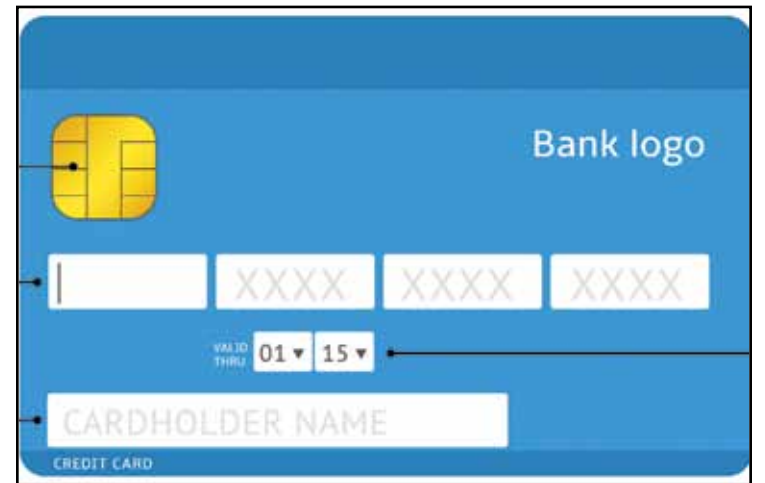 Bank logo
XXXX XXXX XXXX
VALID
THRU 01 15
CARDHOLDER NAME
CREDIT CARD